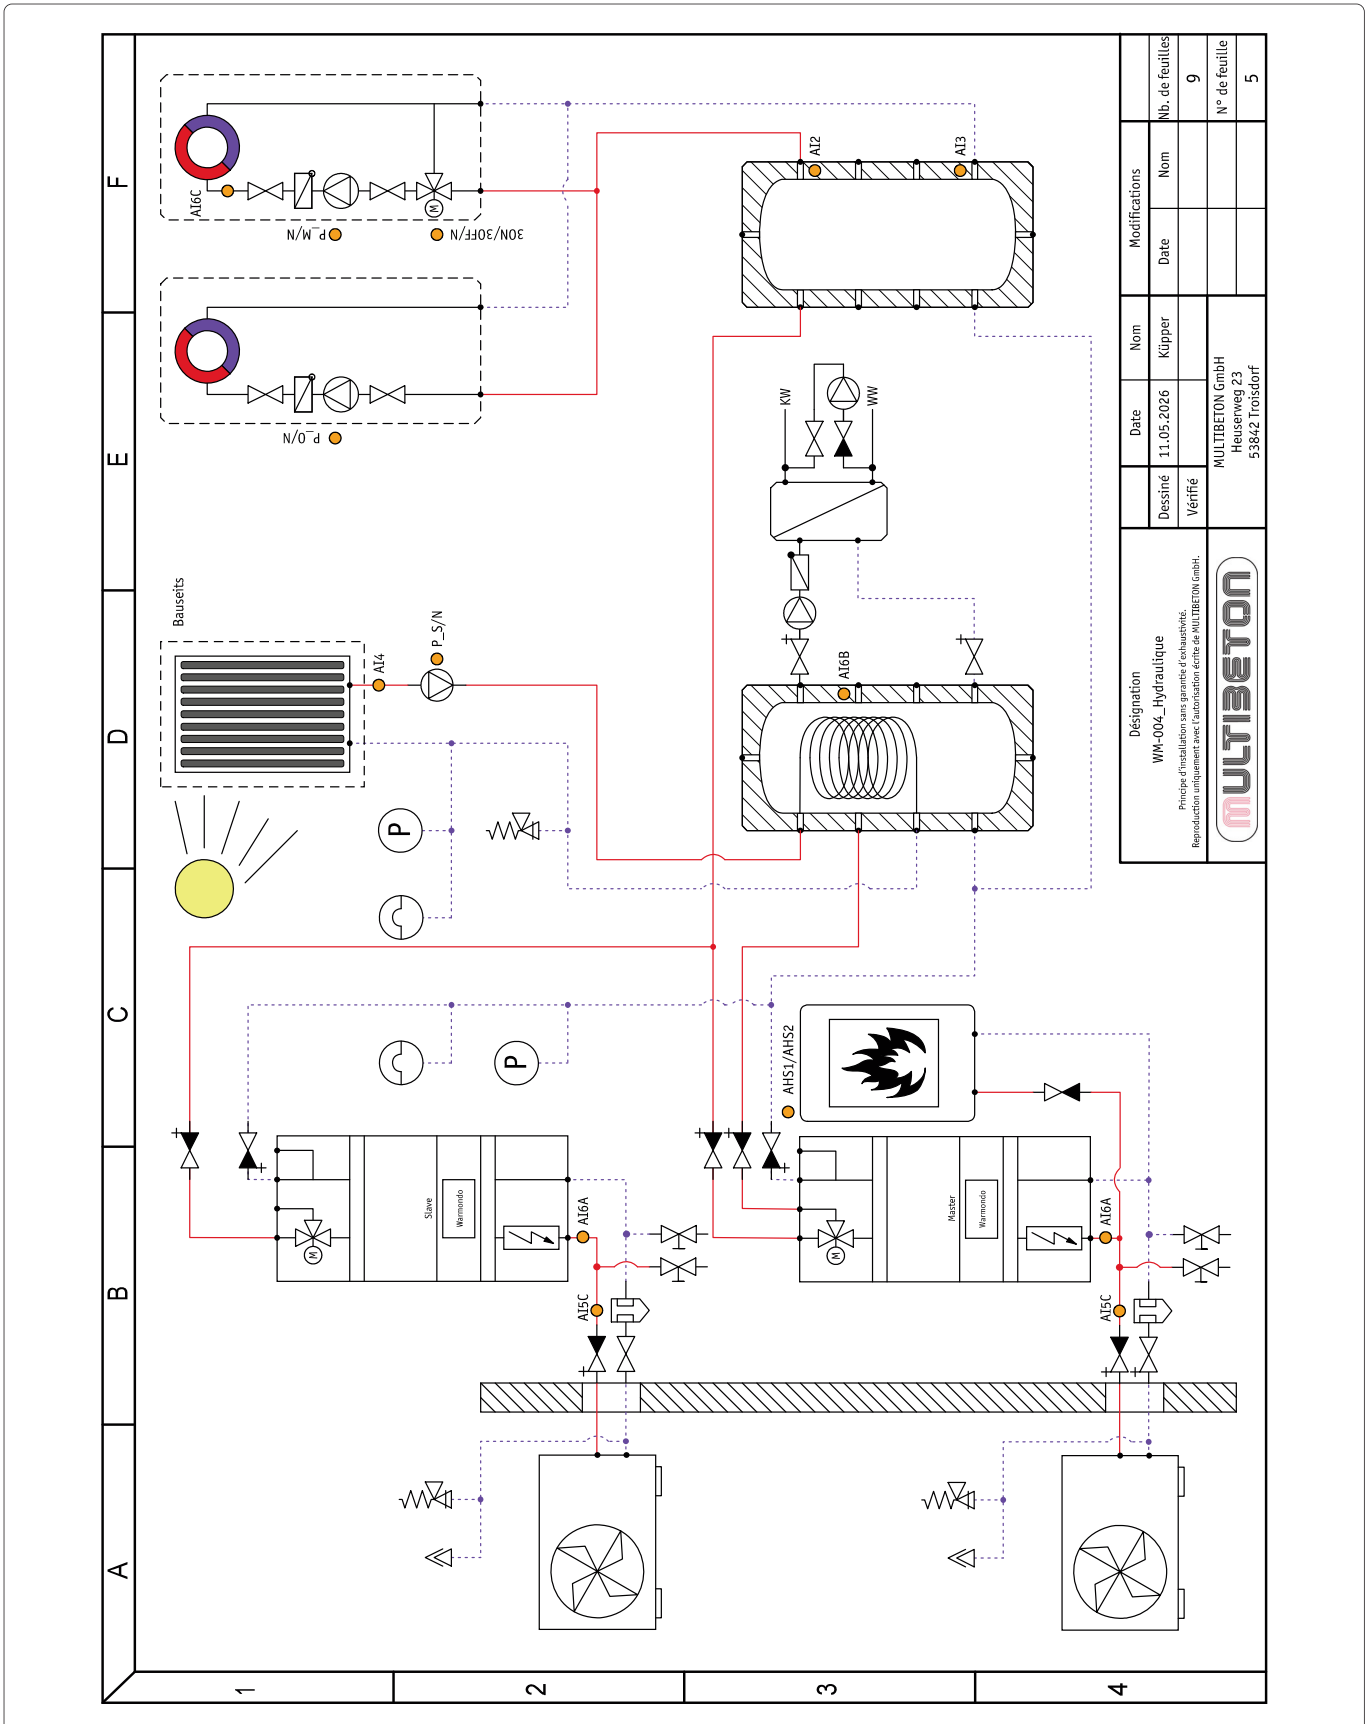 F
E
D
C
B
A
1
2
3
4
AI6C
P_M/N
M
3ON/3OFF/N
P_O/N
AI2
AI3
KW
WW
Bauseits
AI4
P_S/N
AI6B
P
P
AHS1/AHS2
Slave
Warmondo
M
AI6A
AI5C
Master
Warmondo
M
AI6A
AI5C
Désignation
WM-004_Hydraulique
Principe d'installation sans garantie d'exhaustivité.
Reproduction uniquement avec l'autorisation écrite de MULTIBETON GmbH.
MULTIBETON
Date
Nom
Dessiné
11.05.2026
Küpper
Vérifié
MULTIBETON GmbH
Heuserweg 23
53842 Troisdorf
Modifications
Date
Nom
Nb. de feuilles
9
N° de feuille
5